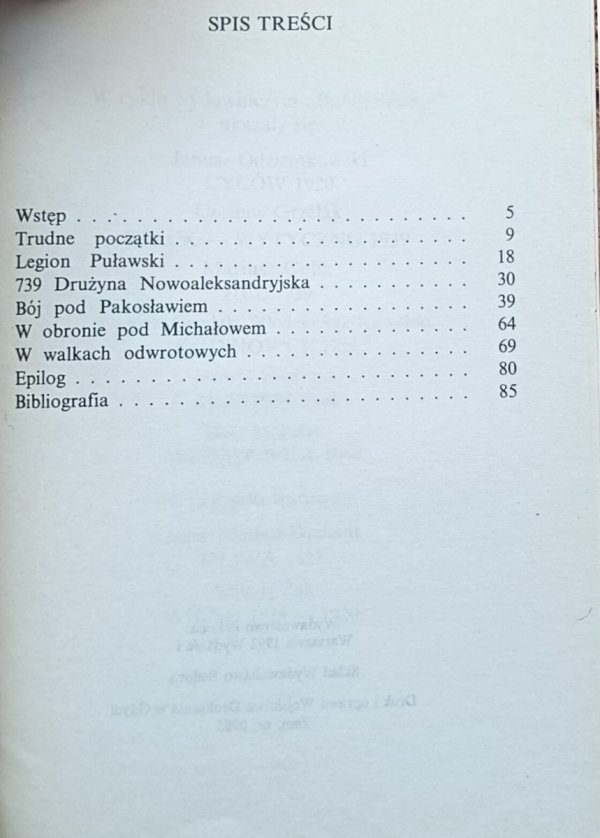 SPIS TREŚCI
Wstęp . . . . . . . . . . . . . . . . . . . . . . . . . . 5
Trudne początki . . . . . . . . . . . . . . . . . . . 9
Legion Puławski . . . . . . . . . . . . . . . . . . . 18
739 Drużyna Nowoaleksandryjska . . . . . . . . . . 30
Bój pod Pakosławiem . . . . . . . . . . . . . . . . 39
W obronie pod Michałowem . . . . . . . . . . . . . 64
W walkach odwrotowych . . . . . . . . . . . . . . . 69
Epilog . . . . . . . . . . . . . . . . . . . . . . . . . . 80
Bibliografia . . . . . . . . . . . . . . . . . . . . . . . 85